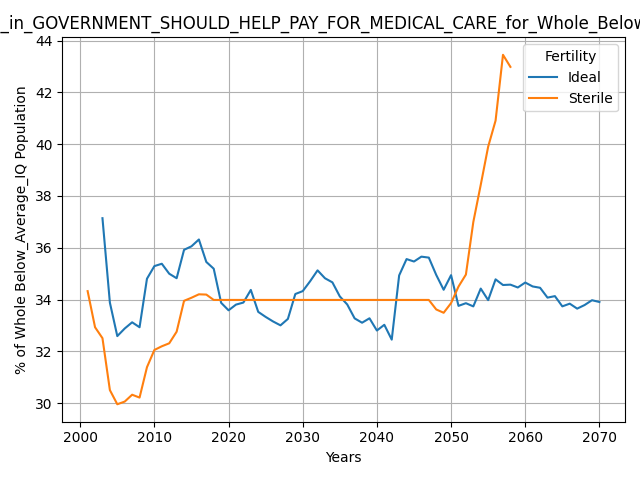 _in_GOVERNMENT_SHOULD_HELP_PAY_FOR_MEDICAL_CARE_for_Whole_Below
Fertility
Ideal
Sterile
% of Whole Below_Average_IQ Population
44
42
40
38
36
34
32
30
2000 2010 2020 2030 2040 2050 2060 2070
Years